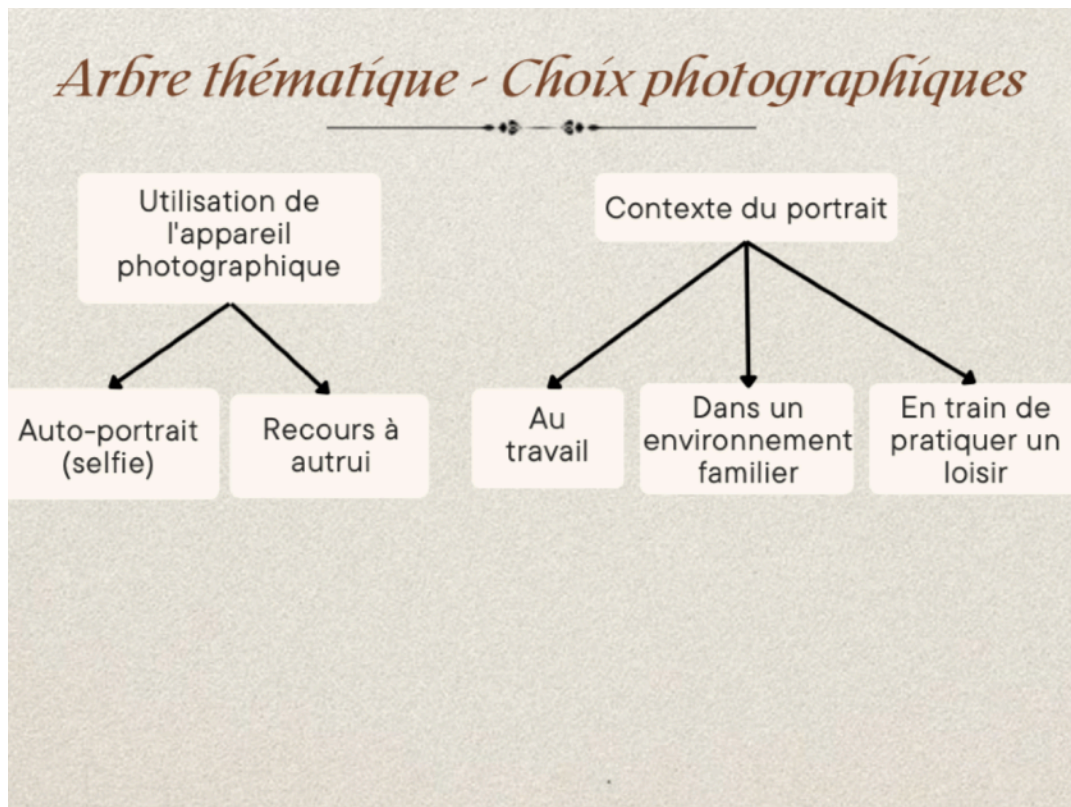 Arbre thématique - Choix photographiques
Utilisation de
l'appareil
photographique
Contexte du portrait
Auto-portrait
(selfie)
Recours à
autrui
Au
travail
Dans un
environnement
familier
En train de
pratiquer un
loisir